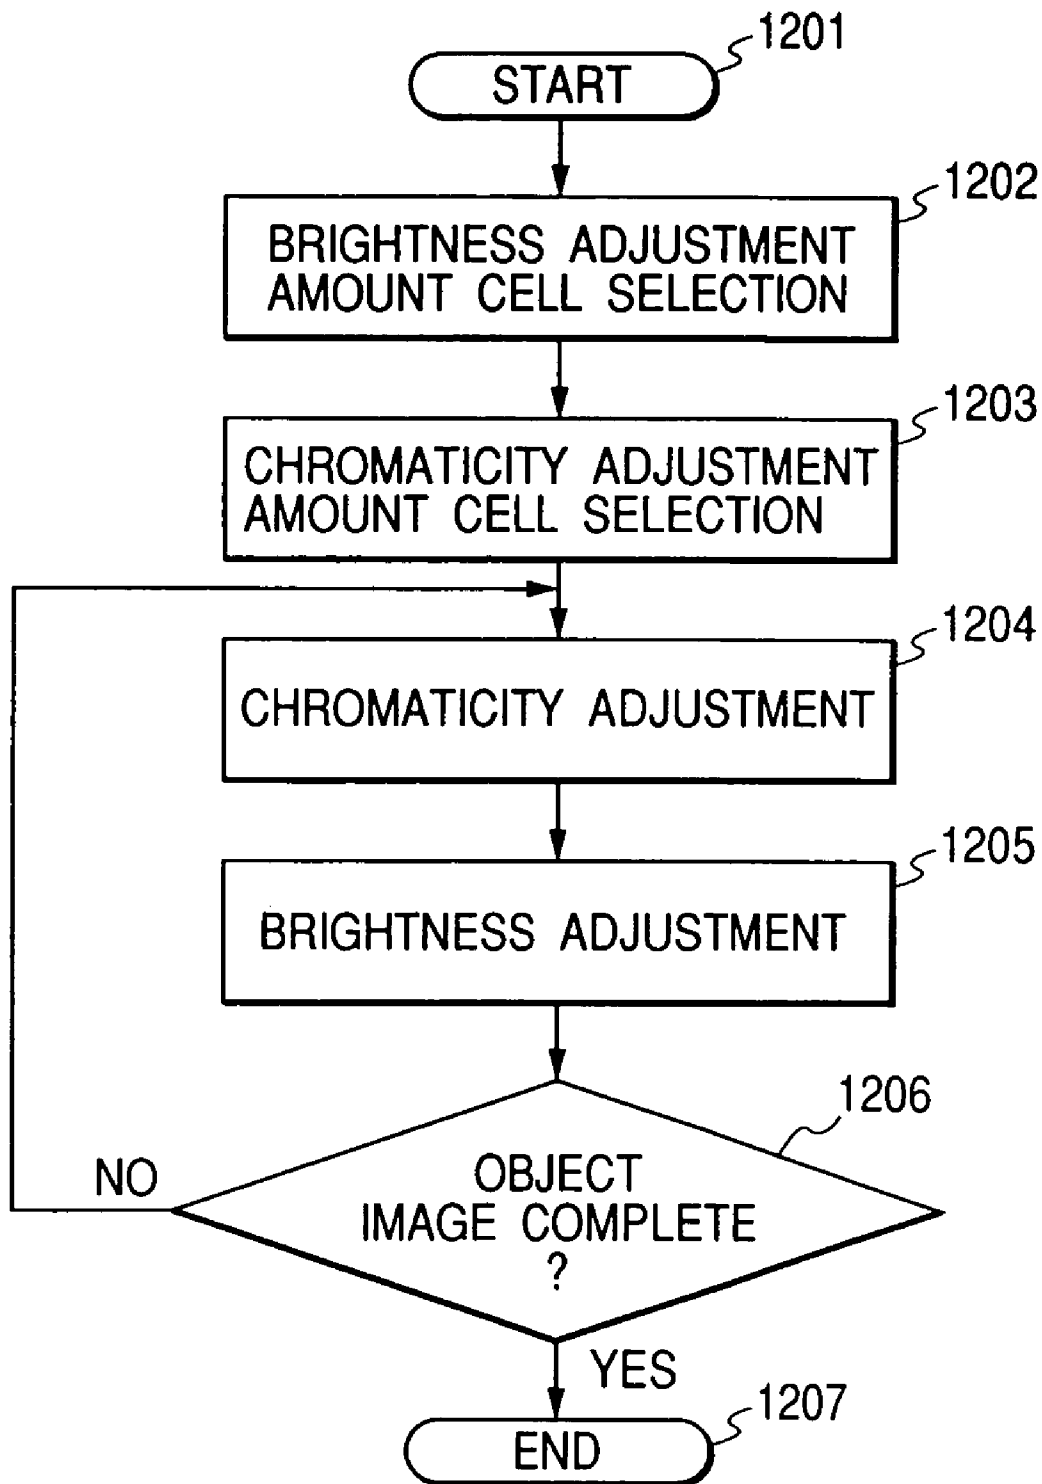 1201
START
1202
BRIGHTNESS ADJUSTMENT
AMOUNT CELL SELECTION
1203
CHROMATICITY ADJUSTMENT
AMOUNT CELL SELECTION
1204
CHROMATICITY ADJUSTMENT
1205
BRIGHTNESS ADJUSTMENT
1206
NO
OBJECT
IMAGE COMPLETE
?
YES
1207
END